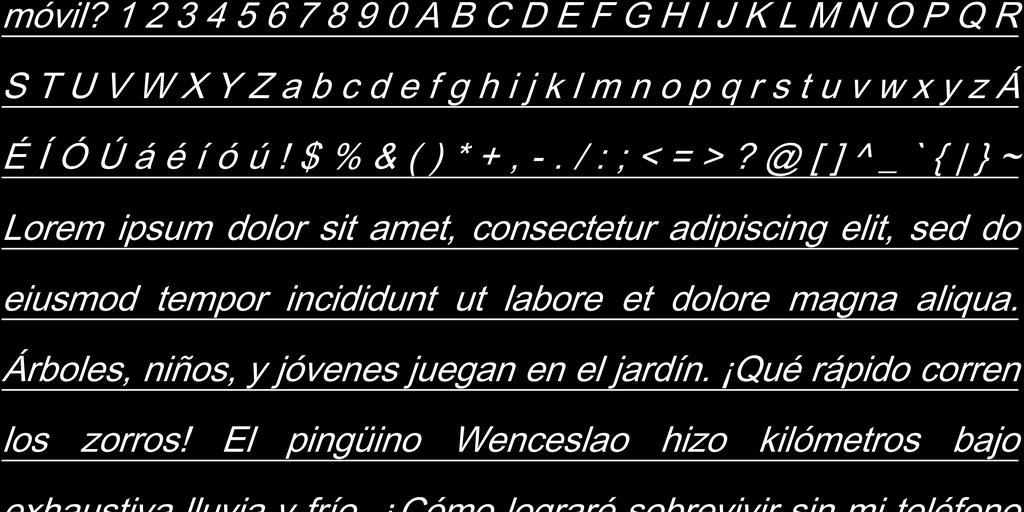 móvil? 1 2 3 4 5 6 7 8 9 0 A B C D E F G H I J K L M N O P Q R
S T U V W X Y Z a b c d e f g h i j k l m n o p q r s t u v w x y z Á
É Í Ó Ú á é í ó ú ! $ % & ( ) * + , - . / : ; < = > ? @ [ ] ^ _ ` { | } ~
Lorem ipsum dolor sit amet, consectetur adipiscing elit, sed do
eiusmod tempor incididunt ut labore et dolore magna aliqua.
Árboles, niños, y jóvenes juegan en el jardín. ¡Qué rápido corren
los zorros! El pingüino Wenceslao hizo kilómetros bajo
exhaustiva lluvia y frío. ¿Cómo lograré sobrevivir sin mi teléfono